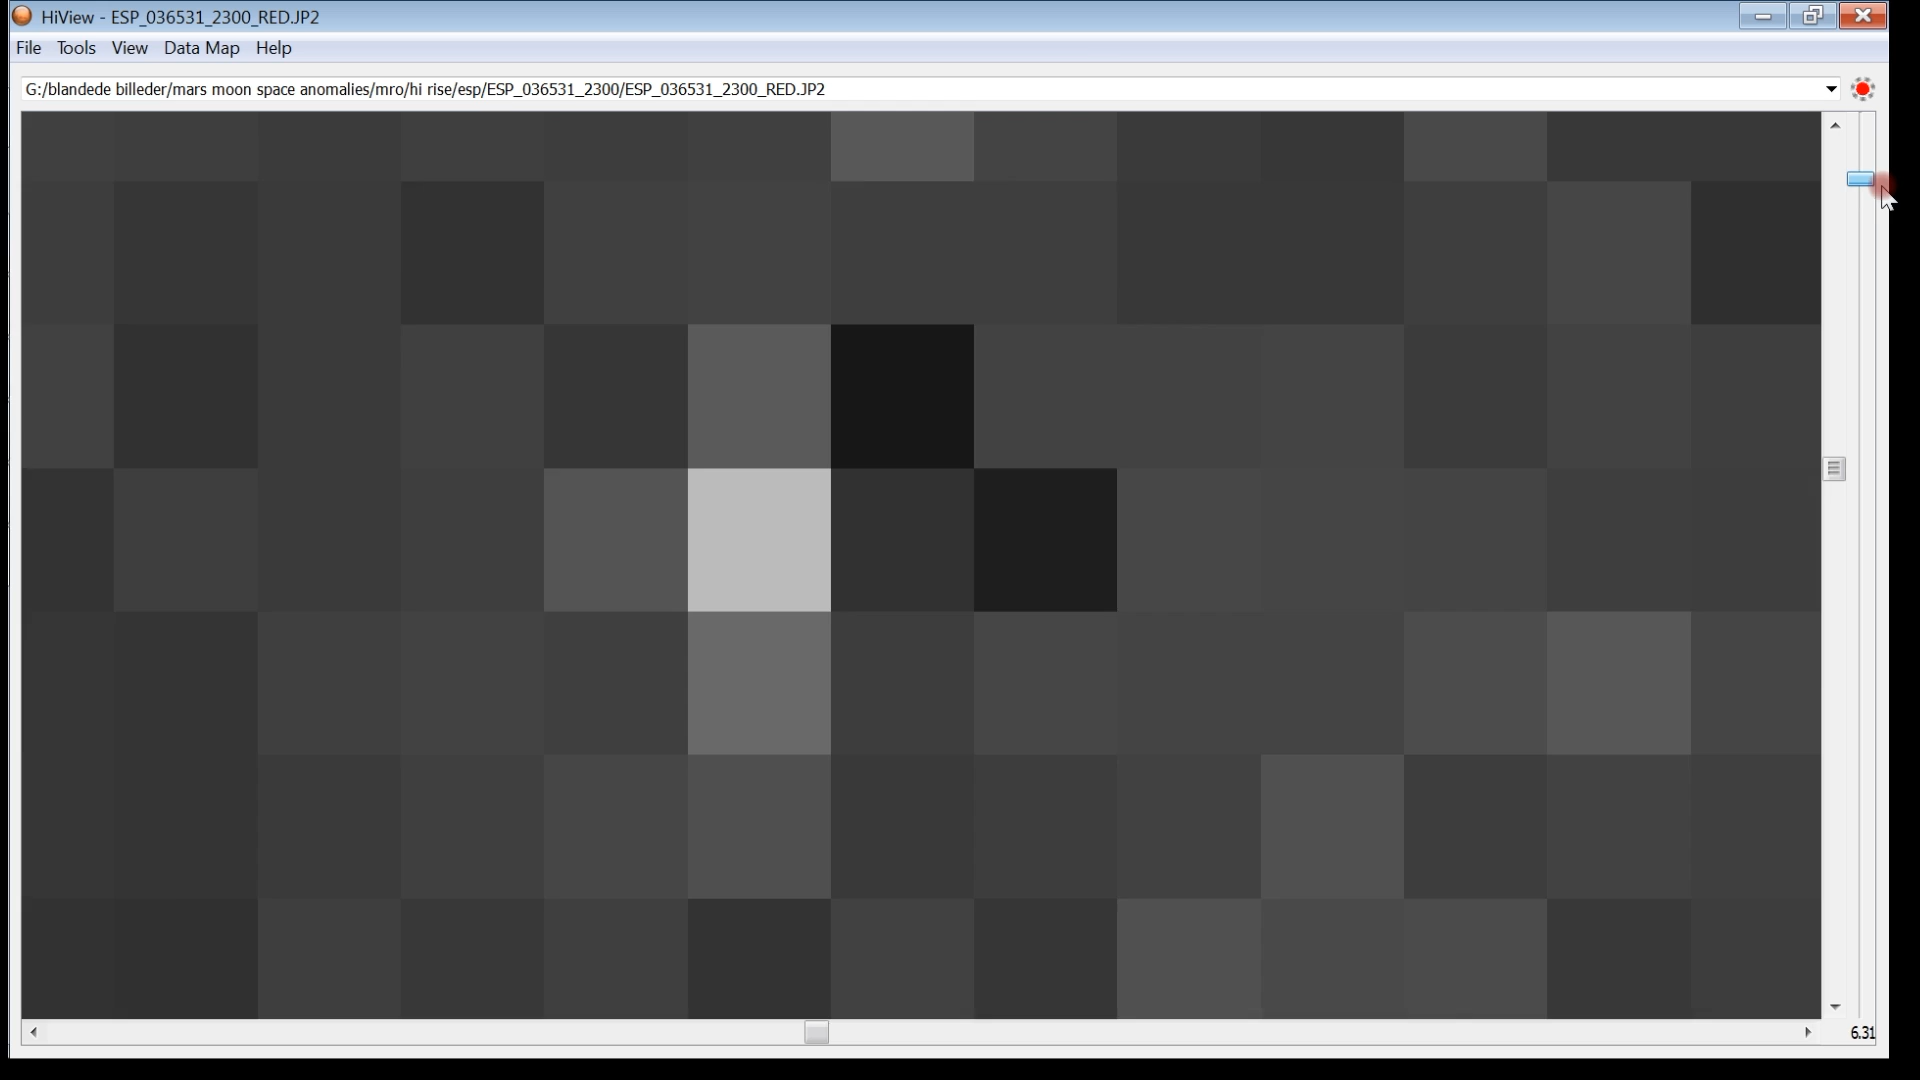 HiView - ESP_036531_2300_RED.JP2
File Tools View Data Map Help
G:/blandede billeder/mars moon space anomalies/mro/hi rise/esp/ESP_036531_2300/ESP_036531_2300_RED.JP2
6.31